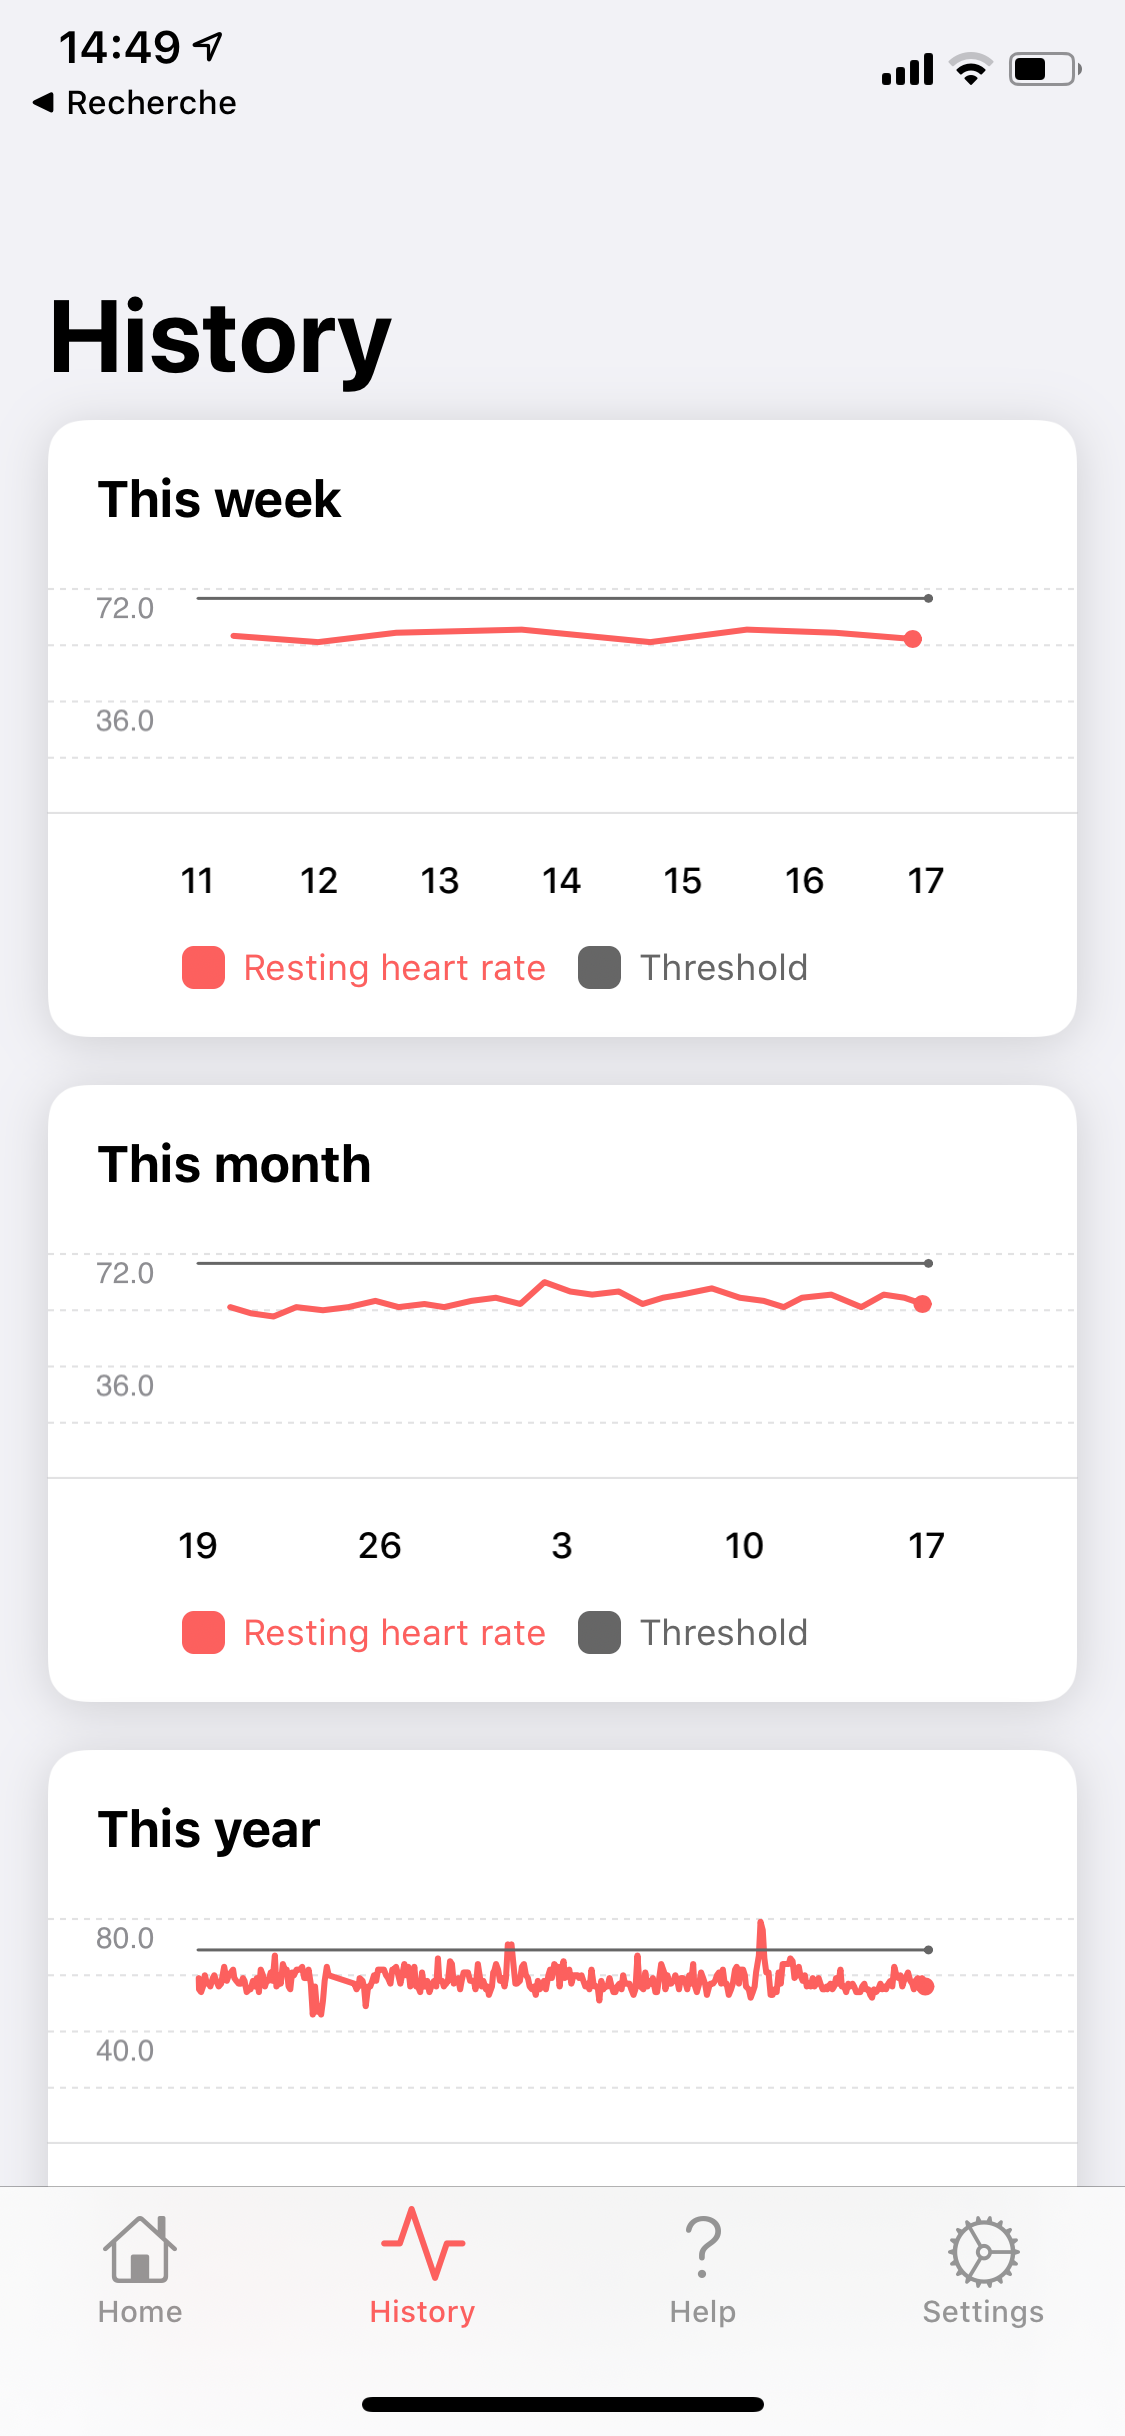 14:49
◀ Recherche
History
This week
72.0
36.0
11 12 13 14 15 16 17
Resting heart rate Threshold
This month
72.0
36.0
19 26 3 10 17
Resting heart rate Threshold
This year
80.0
40.0
Home History Help Settings